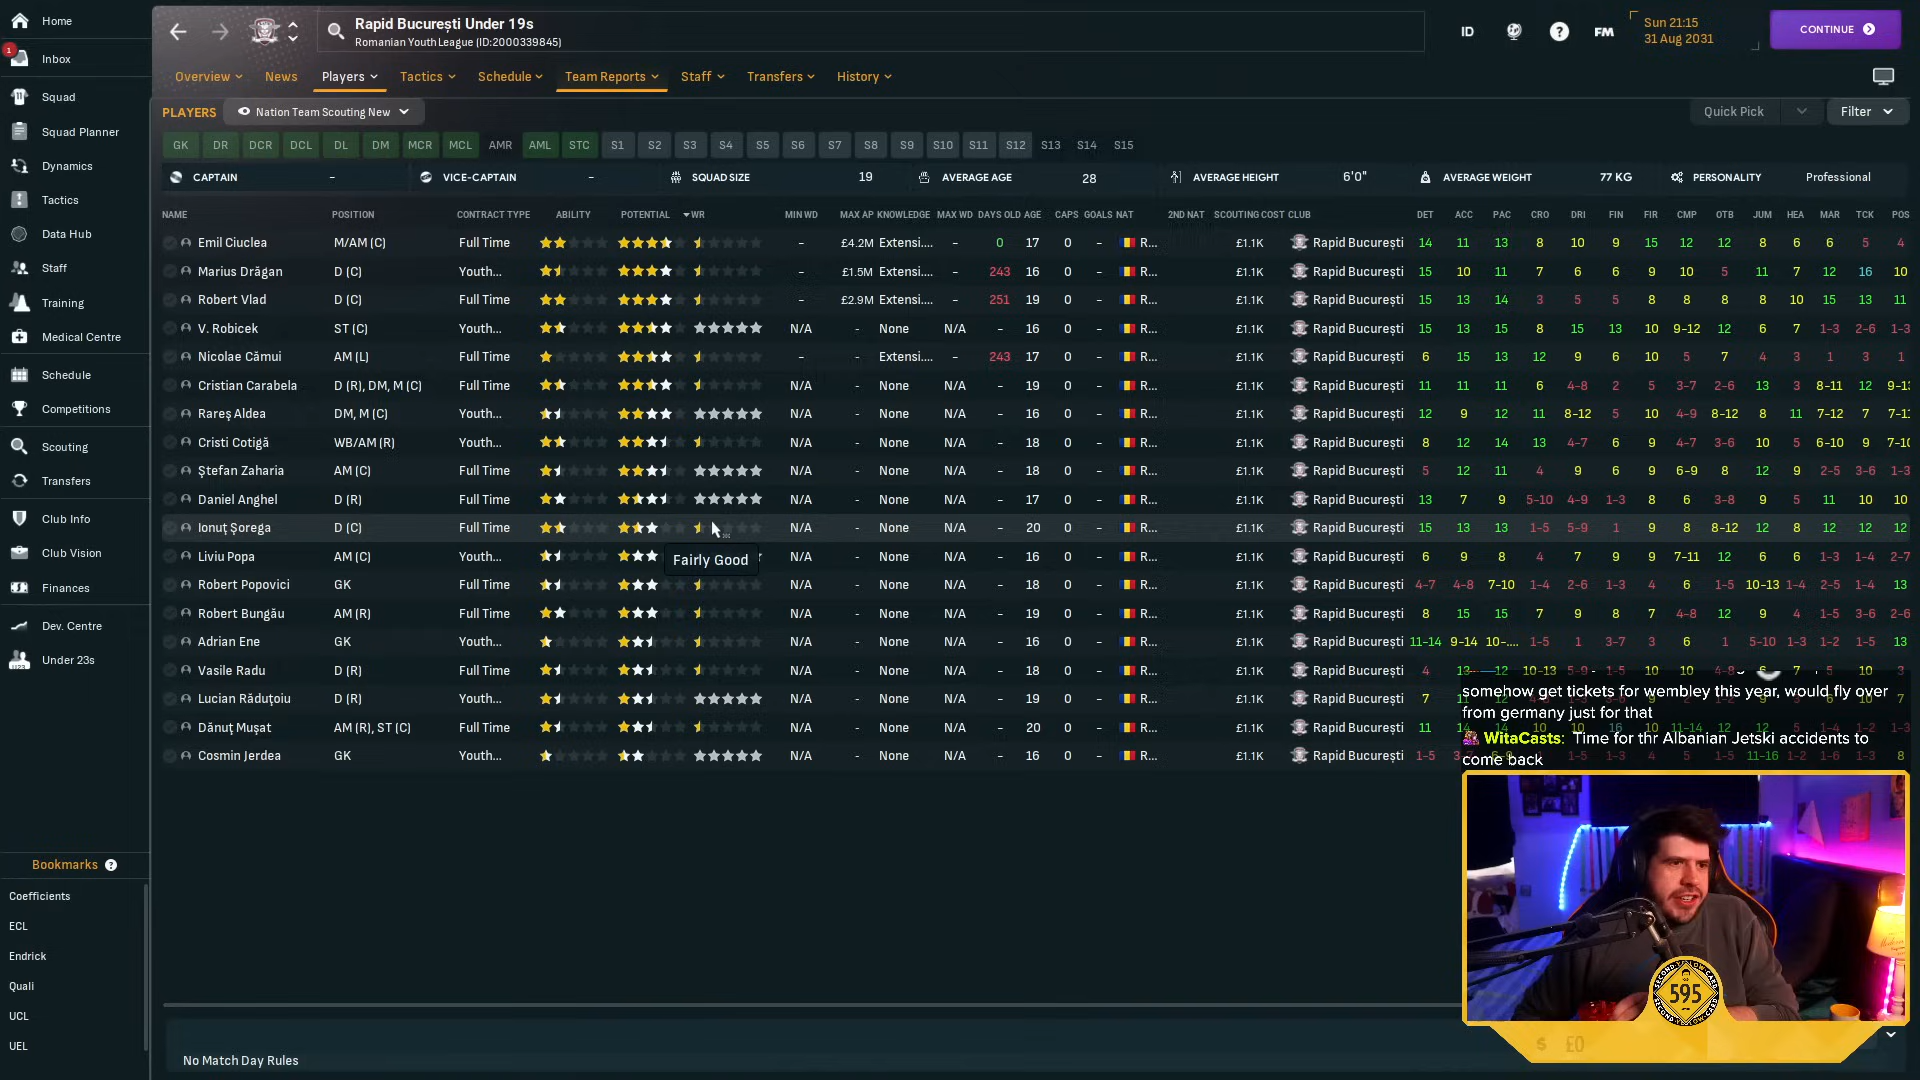 Home
Rapid București Under 19s
Romanian Youth League (ID:2000339845)
ID
FM
Sun 21:15
31 Aug 2031
CONTINUE
1
Inbox
Overview
News
Players
Tactics
Schedule
Team Reports
Staff
Transfers
History
Squad
Squad Planner
Dynamics
Tactics
Data Hub
Staff
Training
Medical Centre
Schedule
Competitions
Scouting
Transfers
Club Info
Club Vision
Finances
Dev. Centre
Under 23s
Bookmarks ?
Coefficients
ECL
Endrick
Quali
UCL
UEL
PLAYERS
Nation Team Scouting New
Quick Pick
Filter
GK DR DCR DCL DL DM MCR MCL AMR AML STC S1 S2 S3 S4 S5 S6 S7 S8 S9 S10 S11 S12 S13 S14 S15
CAPTAIN - VICE-CAPTAIN - SQUAD SIZE 19 AVERAGE AGE 28 AVERAGE HEIGHT 6'0" AVERAGE WEIGHT 77 KG PERSONALITY Professional
NAME POSITION CONTRACT TYPE ABILITY POTENTIAL WR MIN WD MAX AP KNOWLEDGE MAX WD DAYS OLD AGE CAPS GOALS NAT 2ND NAT SCOUTING COST CLUB DET ACC PAC CRO DRI FIN FIR CMP OTB JUM HEA MAR TCK POS
Emil Ciuclea M/AM (C) Full Time - £4.2M Extensi.... - 0 17 0 - R... £1.1K Rapid București 14 11 13 8 10 9 15 12 12 8 6 6 5 4
Marius Drăgan D (C) Youth... - £1.5M Extensi.... - 243 16 0 - R... £1.1K Rapid București 15 10 11 7 6 6 9 10 5 11 7 12 16 10
Robert Vlad D (C) Full Time - £2.9M Extensi.... - 251 19 0 - R... £1.1K Rapid București 15 13 14 3 5 5 8 8 8 8 10 15 13 11
V. Robicek ST (C) Youth... N/A - None N/A - 16 0 - R... £1.1K Rapid București 15 13 15 8 15 13 10 9-12 12 6 7 1-3 2-6 1-3
Nicolae Cămui AM (L) Full Time - - Extensi.... - 243 17 0 - R... £1.1K Rapid București 6 15 13 12 9 6 10 5 7 4 3 1 3 1
Cristian Carabela D (R), DM, M (C) Full Time N/A - None N/A - 19 0 - R... £1.1K Rapid București 11 11 11 6 4-8 2 5 3-7 2-6 13 3 8-11 12 9-13
Rareș Aldea DM, M (C) Youth... N/A - None N/A - 16 0 - R... £1.1K Rapid București 12 9 12 11 8-12 5 10 4-9 8-12 8 11 7-12 7
Cristi Cotigă WB/AM (R) Youth... N/A - None N/A - 18 0 - R... £1.1K Rapid București 8 12 14 13 4-7 6 9 4-7 3-6 10 5 6-10 9
Ștefan Zaharia AM (C) Full Time N/A - None N/A - 18 0 - R... £1.1K Rapid București 5 12 11 4 9 6 9 6-9 8 12 9 2-5 3-6 1-3
Daniel Anghel D (R) Full Time N/A - None N/A - 17 0 - R... £1.1K Rapid București 13 7 9 5-10 4-9 1-3 8 6 3-8 9 5 11 10 10
Ionuț Șorega D (C) Full Time N/A - None N/A - 20 0 - R... £1.1K Rapid București 15 13 13 1-5 5-9 1 9 8 8-12 12 8 12 12 12
Liviu Popa AM (C) Youth... N/A - None N/A - 16 0 - R... £1.1K Rapid București 6 9 8 4 7 9 9 7-11 12 6 6 1-3 1-4 2-7
Fairly Good
Robert Popovici GK Full Time N/A - None N/A - 18 0 - R... £1.1K Rapid București 4-7 4-8 7-10 1-4 2-6 1-3 4 6 1-5 10-13 1-4 2-5 1-4 13
Robert Bungău AM (R) Full Time N/A - None N/A - 19 0 - R... £1.1K Rapid București 8 15 15 7 9 8 7 4-8 12 9 4 1-5 3-6 2-6
Adrian Ene GK Youth... N/A - None N/A - 16 0 - R... £1.1K Rapid București 11-14 9-14 10-.... 1-5 1 3-7 3 6 1 5-10 1-3 1-2 1-5 13
Vasile Radu D (R) Full Time N/A - None N/A - 18 0 - R... £1.1K Rapid București 4
Lucian Răduțoiu D (R) Youth... N/A - None N/A - 19 0 - R... £1.1K Rapid București 7
Dănuț Mușat AM (R), ST (C) Full Time N/A - None N/A - 20 0 - R... £1.1K Rapid București 11
Cosmin Jerdea GK Youth... N/A - None N/A - 16 0 - R... £1.1K Rapid București 1-5
somehow get tickets for wembley this year, would fly over
from germany just for that
WitaCasts: Time for thr Albanian Jetski accidents to
come back
SECOND YELLOW CARD
595
$ £0
No Match Day Rules